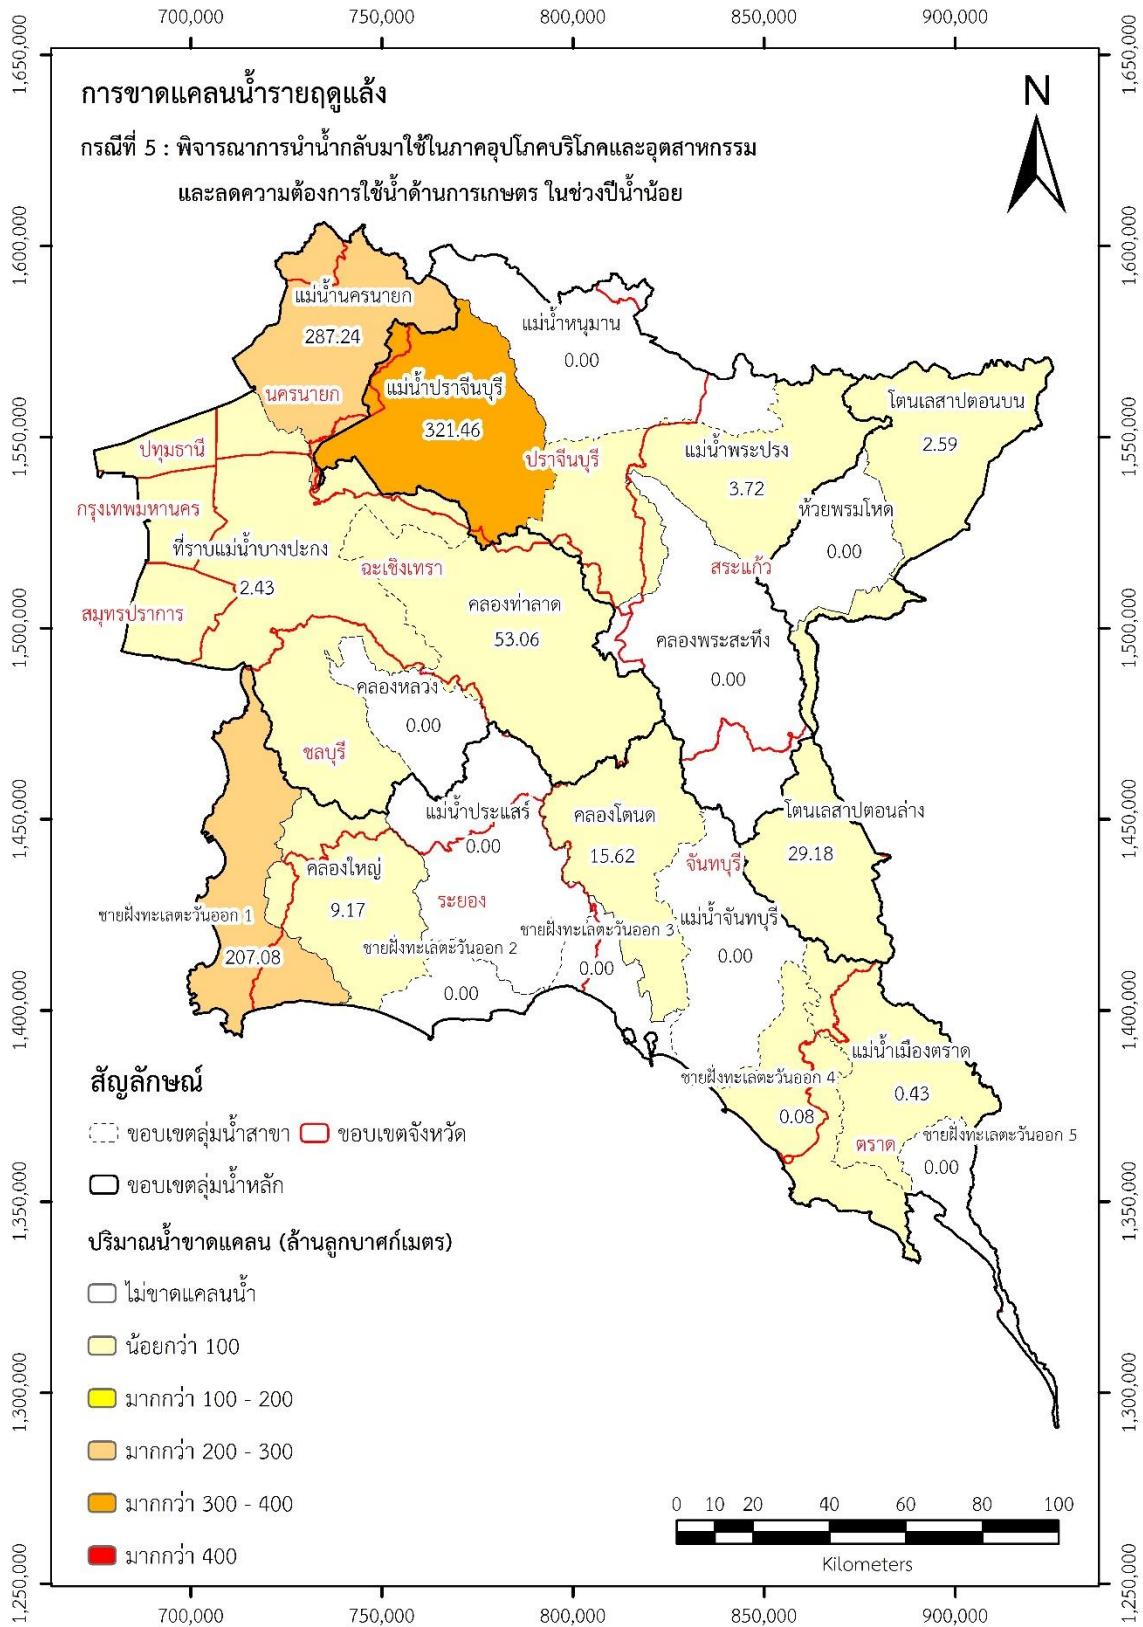 700,000 750,000 800,000 850,000 900,000
1,650,000 1,650,000
การขาดแคลนน้ำรายฤดูแล้ง
N
กรณีที่ 5 : พิจารณาการนำน้ำกลับมาใช้ในภาคอุปโภคบริโภคและอุตสาหกรรม
และลดความต้องการใช้น้ำด้านการเกษตร ในช่วงปีน้ำน้อย
1,600,000 1,600,000
แม่น้ำนครนายก
287.24
แม่น้ำหนุมาน
0.00
นครนายก
แม่น้ำปราจีนบุรี
321.46
โตนเลสาปตอนบน
2.59
1,550,000 1,550,000
ปทุมธานี
ปราจีนบุรี
แม่น้ำพระปรง
3.72
กรุงเทพมหานคร
ห้วยพรมโหด
0.00
ที่ราบแม่น้ำบางปะกง
2.43
ฉะเชิงเทรา
สระแก้ว
สมุทรปราการ
คลองท่าลาด
53.06
1,500,000 1,500,000
คลองพระสะทึง
0.00
คลองหลวง
0.00
ชลบุรี
1,450,000 1,450,000
แม่น้ำประแสร์
0.00
คลองโตนด
15.62
โตนเลสาปตอนล่าง
29.18
คลองใหญ่
9.17
จันทบุรี
ระยอง
ชายฝั่งทะเลตะวันออก 1
207.08
แม่น้ำจันทบุรี
0.00
ชายฝั่งทะเลตะวันออก 3
0.00
ชายฝั่งทะเลตะวันออก 2
0.00
1,400,000 1,400,000
แม่น้ำเมืองตราด
0.43
ชายฝั่งทะเลตะวันออก 4
0.08
ตราด
ชายฝั่งทะเลตะวันออก 5
0.00
สัญลักษณ์
ขอบเขตลุ่มน้ำสาขา ขอบเขตจังหวัด
ขอบเขตลุ่มน้ำหลัก
1,350,000 1,350,000
ปริมาณน้ำขาดแคลน (ล้านลูกบาศก์เมตร)
ไม่ขาดแคลนน้ำ
น้อยกว่า 100
มากกว่า 100 - 200
1,300,000 1,300,000
มากกว่า 200 - 300
มากกว่า 300 - 400
มากกว่า 400
0 10 20 40 60 80 100
Kilometers
1,250,000 1,250,000
700,000 750,000 800,000 850,000 900,000